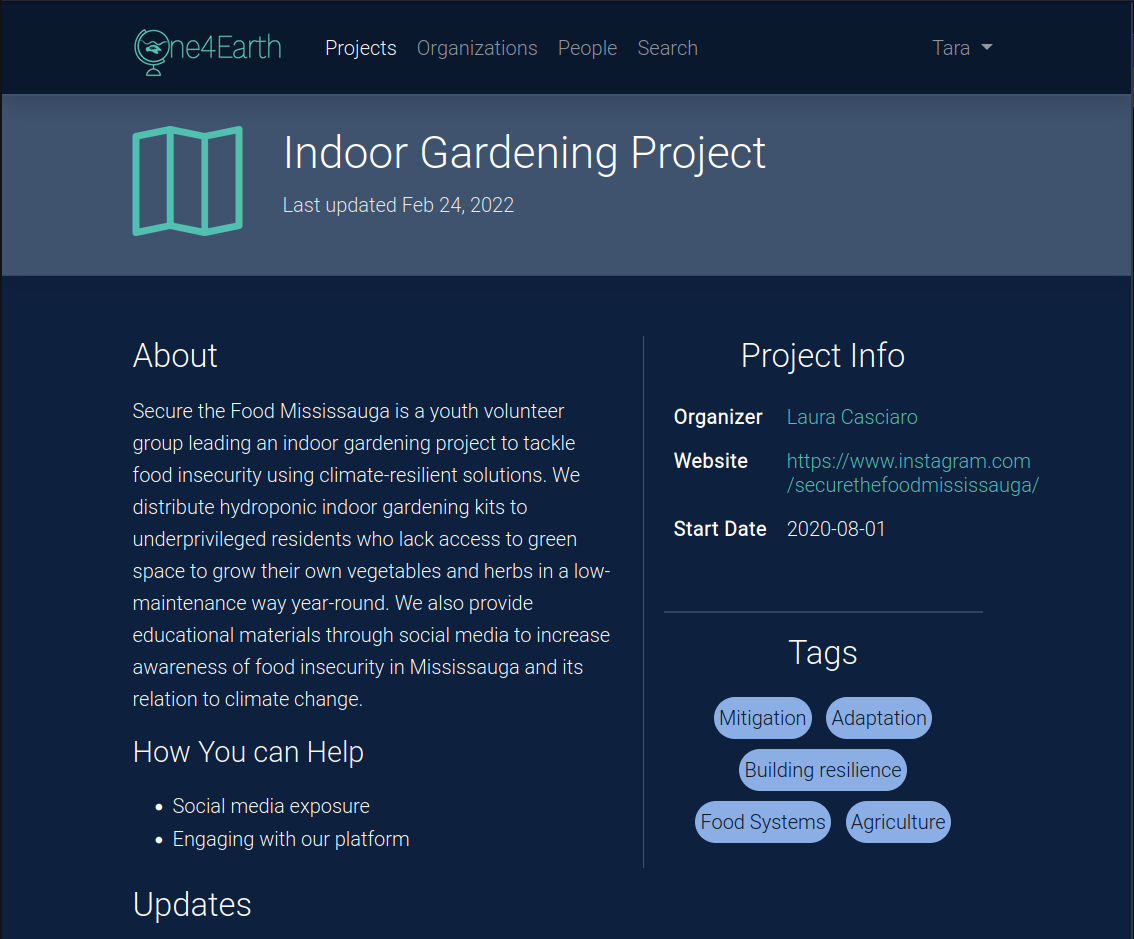 One4Earth Projects Organizations People Search Tara
Indoor Gardening Project
Last updated Feb 24, 2022
About
Secure the Food Mississauga is a youth volunteer
group leading an indoor gardening project to tackle
food insecurity using climate-resilient solutions. We
distribute hydroponic indoor gardening kits to
underprivileged residents who lack access to green
space to grow their own vegetables and herbs in a low-
maintenance way year-round. We also provide
educational materials through social media to increase
awareness of food insecurity in Mississauga and its
relation to climate change.
How You can Help
• Social media exposure
• Engaging with our platform
Updates
Project Info
Organizer Laura Casciaro
Website https://www.instagram.com
/securethefoodmississauga/
Start Date 2020-08-01
Tags
Mitigation Adaptation
Building resilience
Food Systems Agriculture